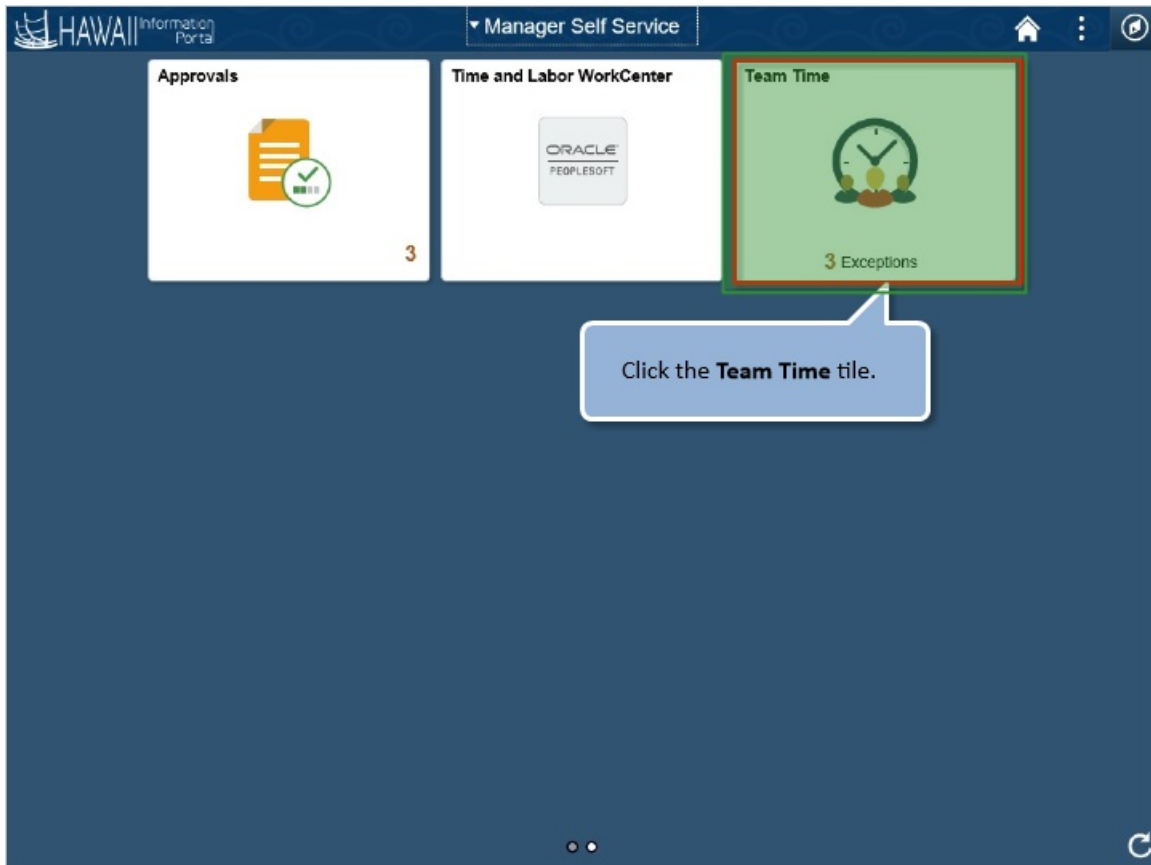 HAWAII Information Portal
Manager Self Service
Approvals
3
Time and Labor WorkCenter
ORACLE
PEOPLESOFT
Team Time
3 Exceptions
Click the Team Time tile.